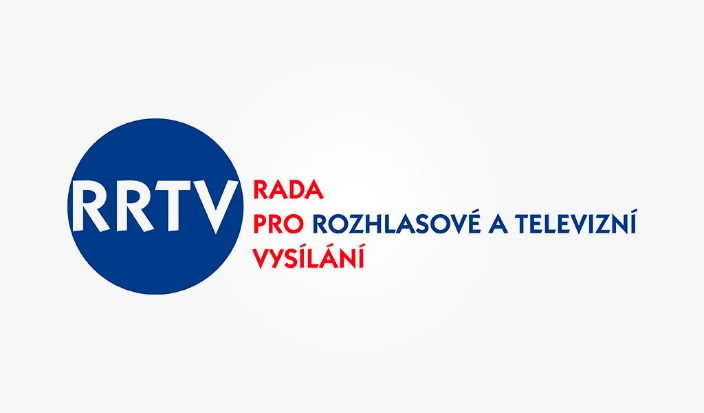 RRTV
RADA
PRO ROZHLASOVÉ A TELEVIZNÍ
VYSÍLÁNÍ